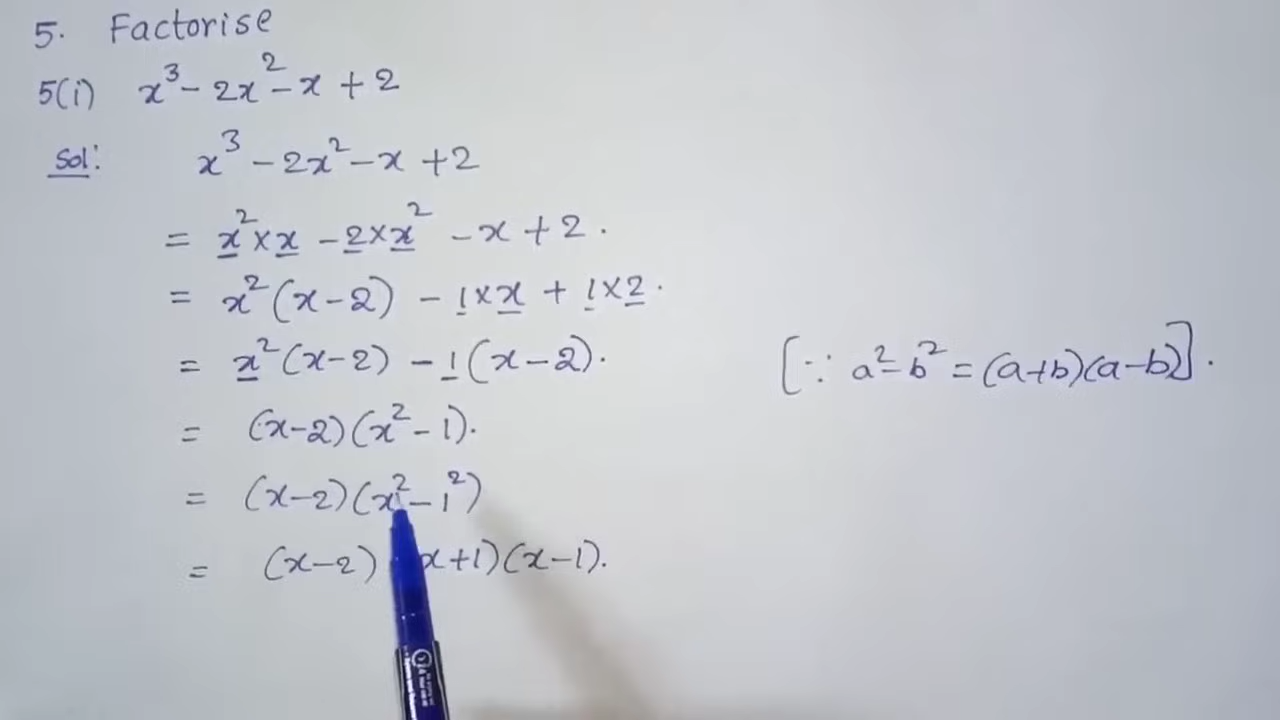 5. Factorise
5(i) x³ - 2x² - x + 2
Sol: x³ - 2x² - x + 2
= x² × x - 2 × x² - x + 2.
= x² (x - 2) - 1 × x + 1 × 2.
= x² (x - 2) - 1 (x - 2).
[∵ a² - b² = (a+b)(a-b)].
= (x-2)(x² - 1).
= (x-2)(x² - 1²)
= (x-2) x+1)(x-1).